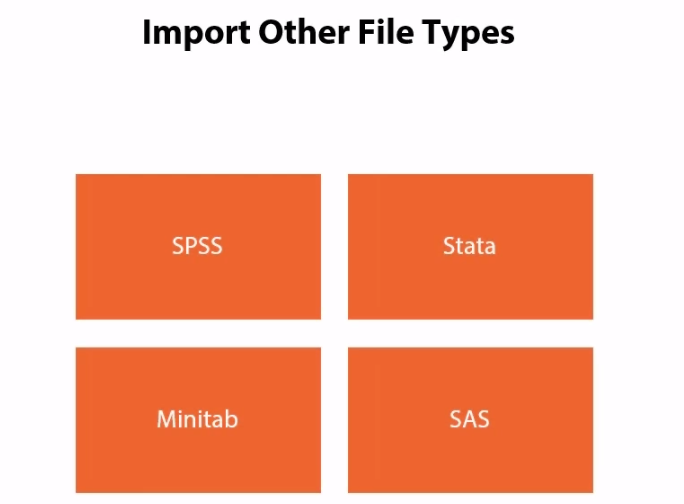 Import Other File Types
SPSS
Stata
Minitab
SAS